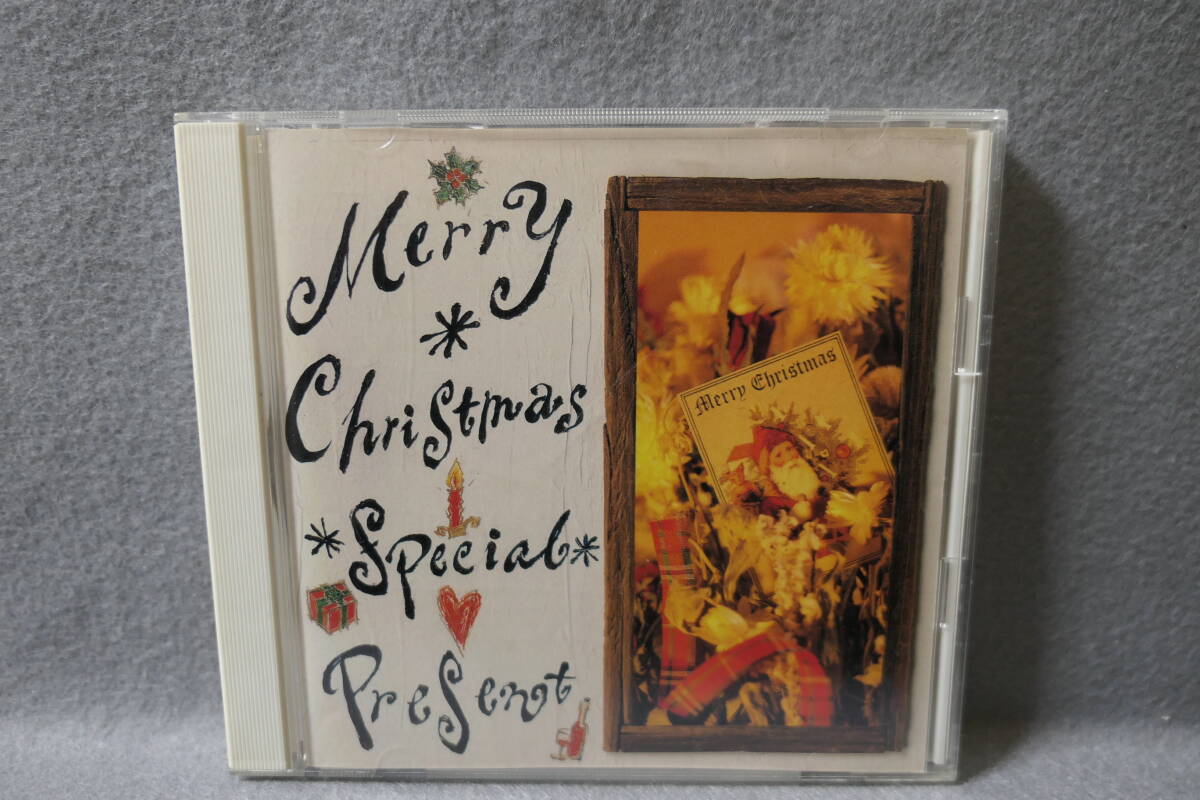 Merry
Christmas
Special
Present
Merry Christmas